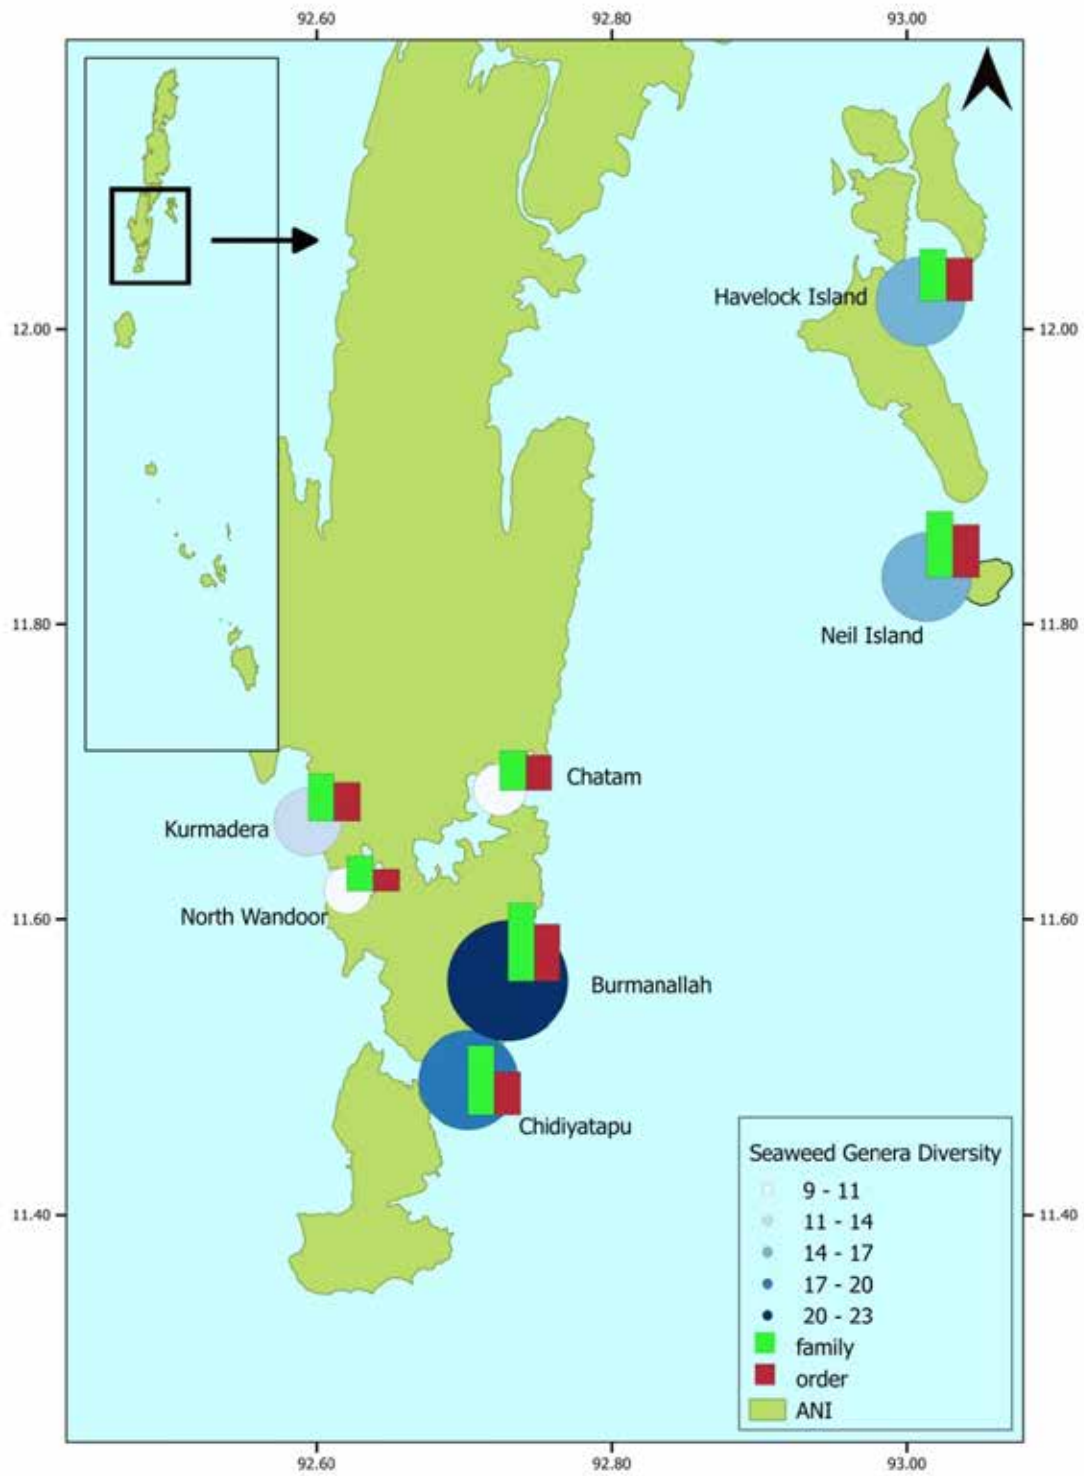 92.60
92.80
93.00
12.00
Havelock Island
12.00
11.80
Neil Island
11.80
Chatam
Kurmadera
11.60
North Wandoor
11.60
Burmanallah
Chidiyatapu
11.40
11.40
Seaweed Genera Diversity
9 - 11
11 - 14
14 - 17
17 - 20
20 - 23
family
order
ANI
92.60
92.80
93.00